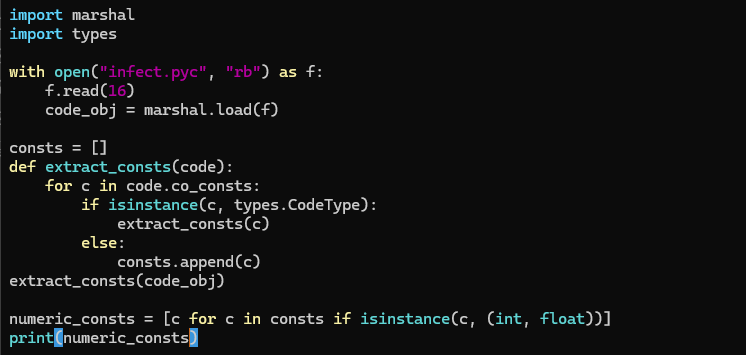 import marshal
import types

with open("infect.pyc", "rb") as f:
    f.read(16)
    code_obj = marshal.load(f)

consts = []
def extract_consts(code):
    for c in code.co_consts:
        if isinstance(c, types.CodeType):
            extract_consts(c)
        else:
            consts.append(c)
extract_consts(code_obj)

numeric_consts = [c for c in consts if isinstance(c, (int, float))]
print(numeric_consts)